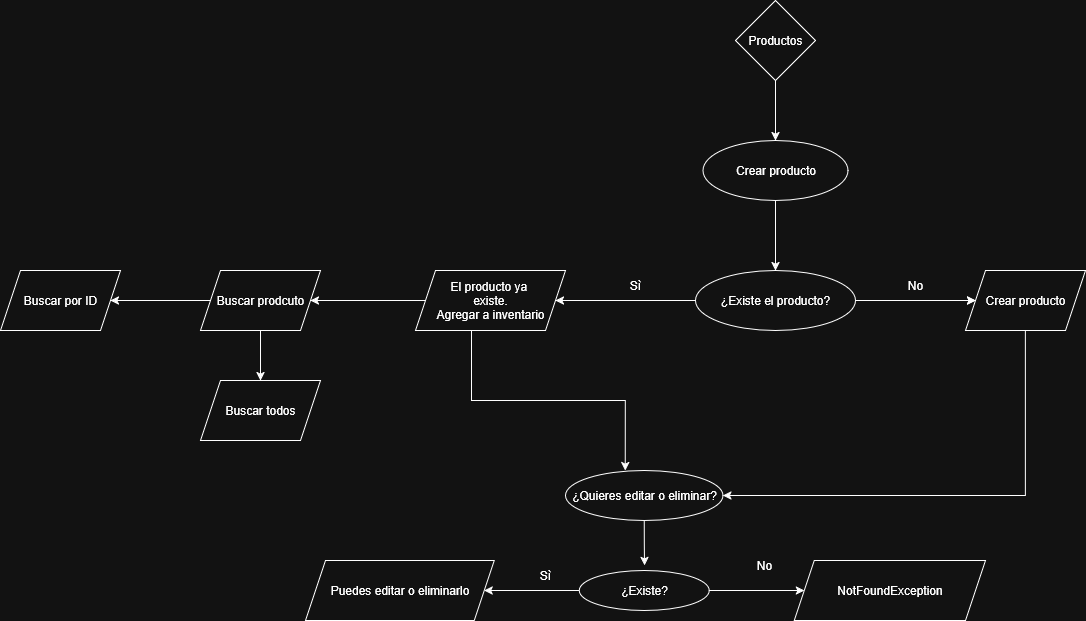 Productos
Crear producto
Sì
No
Buscar por ID
Buscar prodcuto
El producto ya
existe.
Agregar a inventario
¿Existe el producto?
Crear producto
Buscar todos
¿Quieres editar o eliminar?
Sì
No
Puedes editar o eliminarlo
¿Existe?
NotFoundException